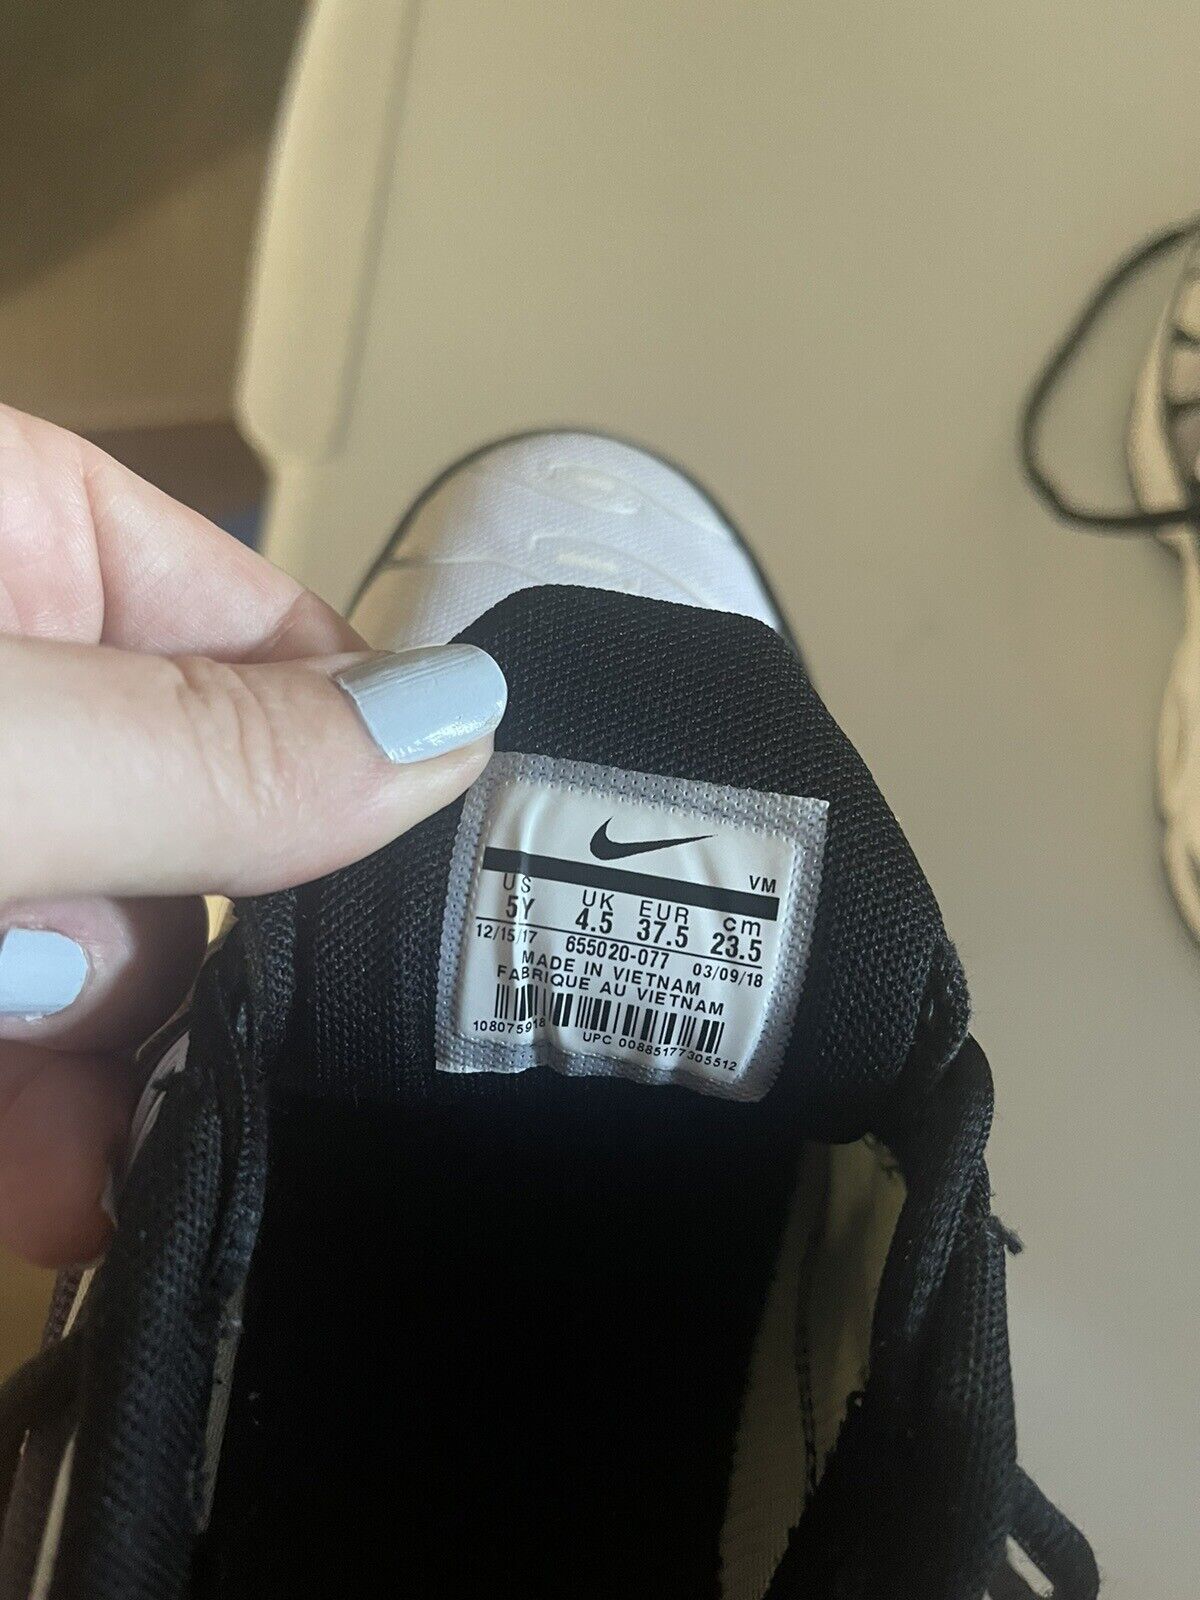 VM
US UK EUR cm
5Y 4.5 37.5 23.5
12/15/17 655020-077 03/09/18
MADE IN VIETNAM
FABRIQUE AU VIETNAM
108075918 UPC 00885177305512